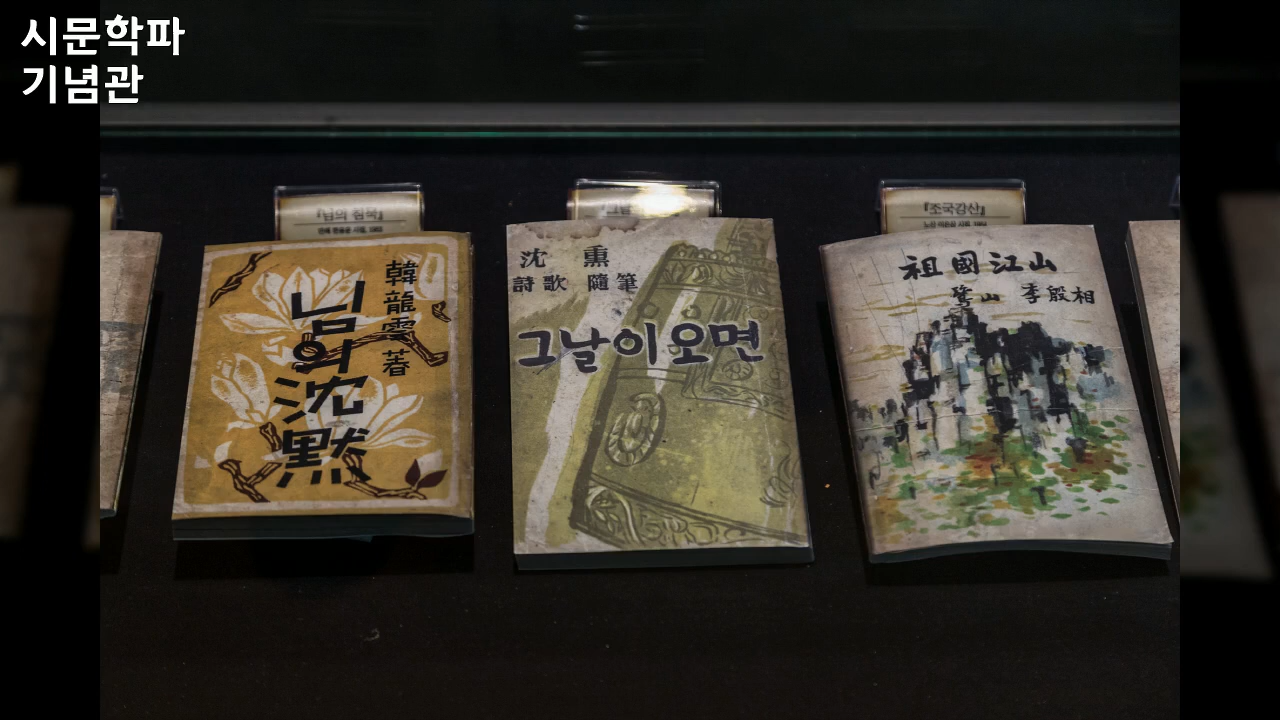 시문학파
기념관
『님의 침묵』
韓龍雲 著
님의 沈黙
沈 熏
詩歌 隨筆
그날이오면
『조국강산』
祖國江山
鷺山 李殷相